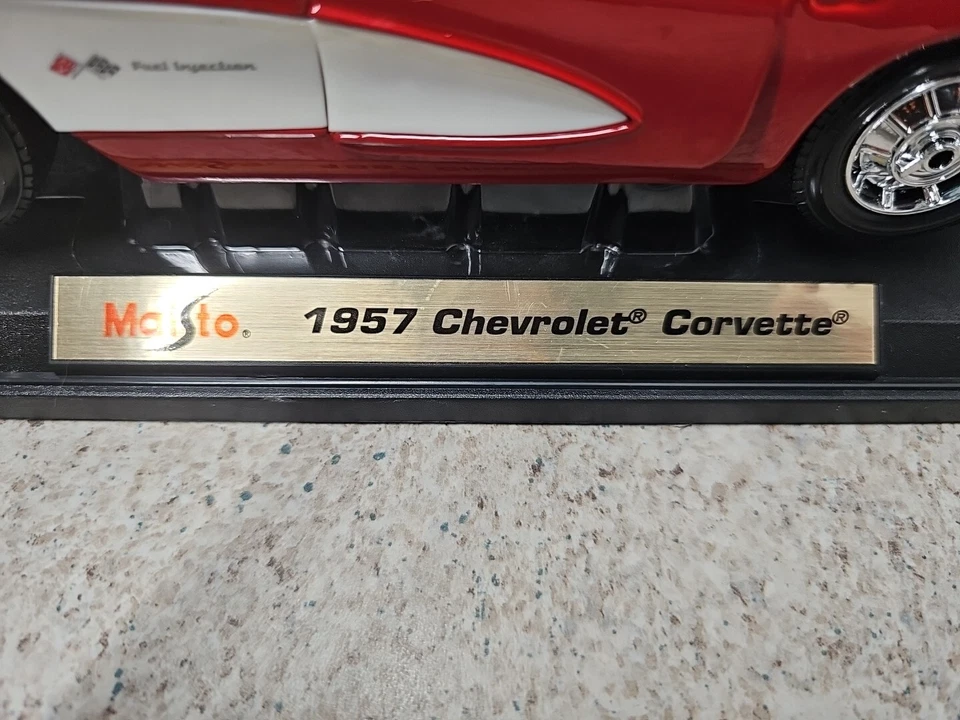 Fuel Injection
Maisto® 1957 Chevrolet® Corvette®